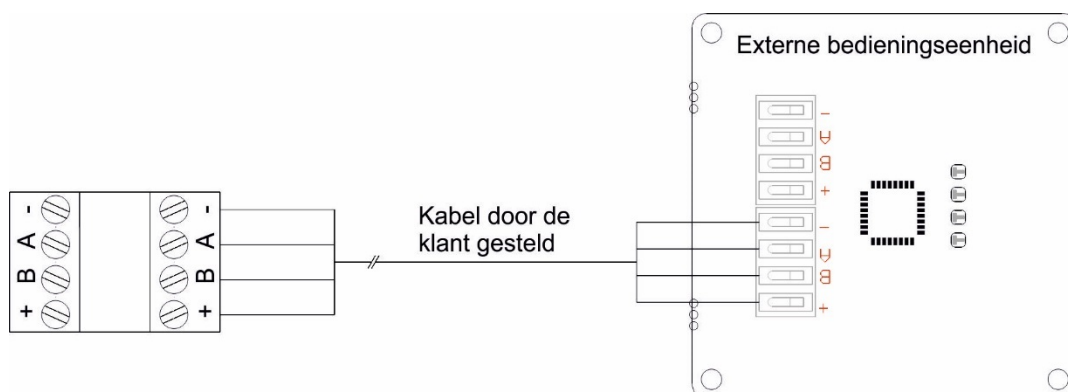 Externe bedieningseenheid
-
A
B
+
-
A
B
+
-
A
B
+
-
A
B
+
Kabel door de
klant gesteld